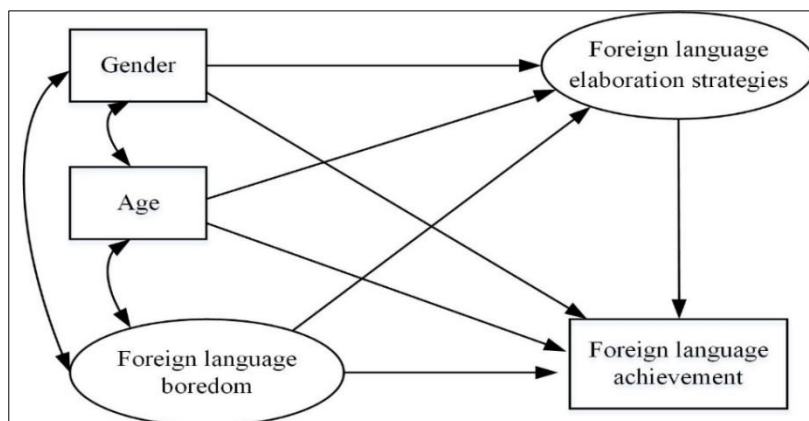 Gender
Foreign language
elaboration strategies
Age
Foreign language
boredom
Foreign language
achievement